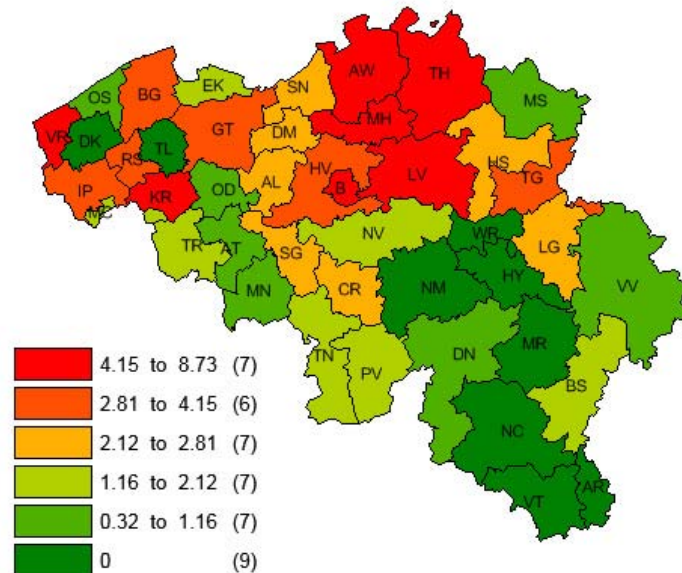 AW
TH
EK
SN
OS
BG
MS
VR
DK
TL
GT
DM
MH
RS
HV
HS
IP
KR
OD
AL
B
LV
TG
MC
TR
AT
SG
NV
WR
LG
MN
CR
NM
HY
VV
TN
PV
DN
MR
BS
NC
VT
AR
4.15 to 8.73 (7)
2.81 to 4.15 (6)
2.12 to 2.81 (7)
1.16 to 2.12 (7)
0.32 to 1.16 (7)
0 (9)